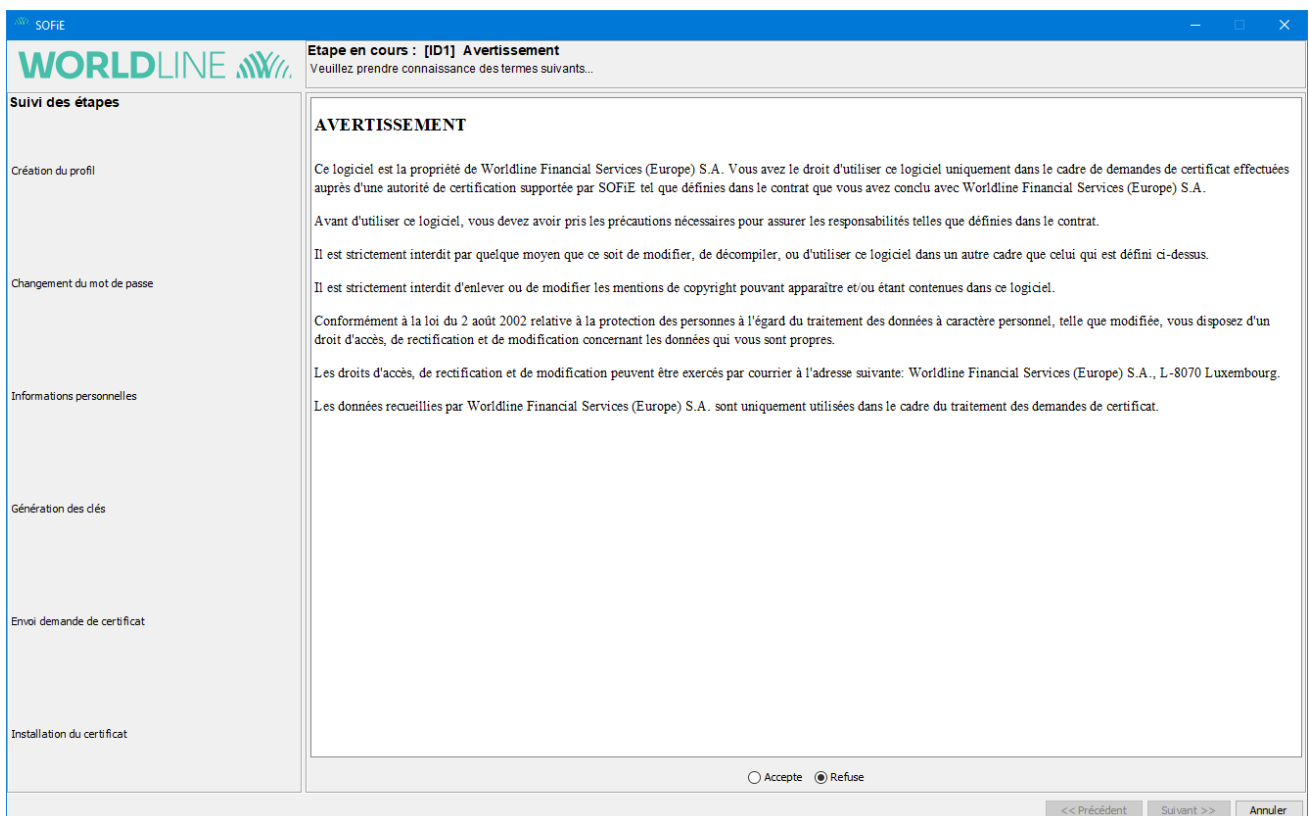 SOFiE
WORLDLINE
Etape en cours : [ID1] Avertissement
Veuillez prendre connaissance des termes suivants...
Suivi des étapes
Création du profil
Changement du mot de passe
Informations personnelles
Génération des clés
Envoi demande de certificat
Installation du certificat
AVERTISSEMENT
Ce logiciel est la propriété de Worldline Financial Services (Europe) S.A. Vous avez le droit d'utiliser ce logiciel uniquement dans le cadre de demandes de certificat effectuées
auprès d'une autorité de certification supportée par SOFiE tel que définies dans le contrat que vous avez conclu avec Worldline Financial Services (Europe) S.A.
Avant d'utiliser ce logiciel, vous devez avoir pris les précautions nécessaires pour assurer les responsabilités telles que définies dans le contrat.
Il est strictement interdit par quelque moyen que ce soit de modifier, de décompiler, ou d'utiliser ce logiciel dans un autre cadre que celui qui est défini ci-dessus.
Il est strictement interdit d'enlever ou de modifier les mentions de copyright pouvant apparaître et/ou étant contenues dans ce logiciel.
Conformément à la loi du 2 août 2002 relative à la protection des personnes à l'égard du traitement des données à caractère personnel, telle que modifiée, vous disposez d'un
droit d'accès, de rectification et de modification concernant les données qui vous sont propres.
Les droits d'accès, de rectification et de modification peuvent être exercés par courrier à l'adresse suivante: Worldline Financial Services (Europe) S.A., L-8070 Luxembourg.
Les données recueillies par Worldline Financial Services (Europe) S.A. sont uniquement utilisées dans le cadre du traitement des demandes de certificat.
Accepte Refuse
<< Précédent Suivant >> Annuler